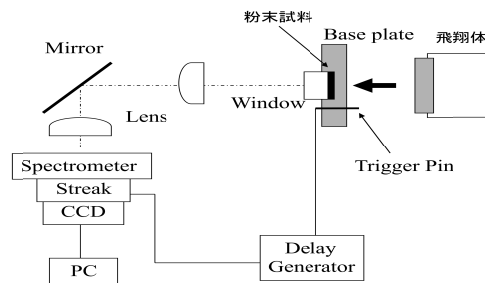 粉末試料
Base plate
飛翔体
Mirror
Window
Lens
Trigger Pin
Spectrometer
Streak
CCD
PC
Delay
Generator